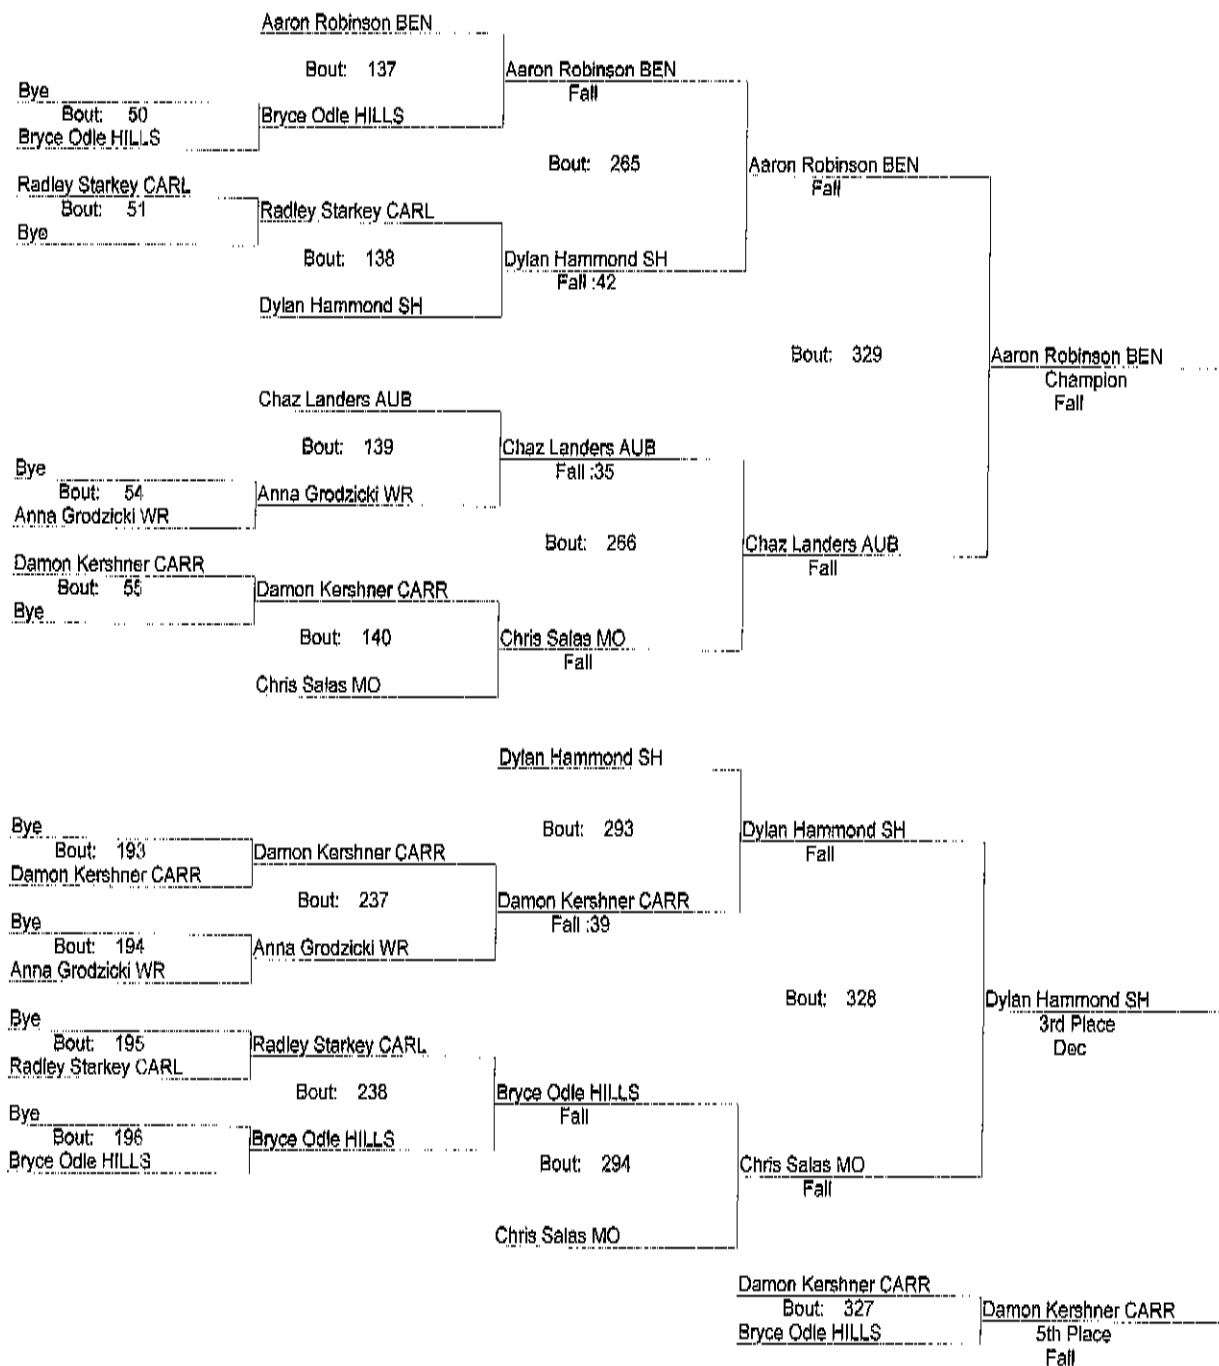 Aaron Robinson BEN
Bout: 137
Aaron Robinson BEN
Fall
Bye
Bout: 50
Bryce Odle HILLS
Bryce Odle HILLS
Bout: 265
Aaron Robinson BEN
Fall
Radley Starkey CARL
Bout: 51
Bye
Radley Starkey CARL
Bout: 138
Dylan Hammond SH
Fall :42
Dylan Hammond SH
Bout: 329
Aaron Robinson BEN
Champion
Fall
Chaz Landers AUB
Bout: 139
Chaz Landers AUB
Fall :35
Bye
Bout: 54
Anna Grodzicki WR
Anna Grodzicki WR
Bout: 266
Chaz Landers AUB
Fall
Damon Kershner CARR
Bout: 55
Bye
Damon Kershner CARR
Bout: 140
Chris Salas MO
Fall
Chris Salas MO
Dylan Hammond SH
Bout: 293
Dylan Hammond SH
Fall
Bye
Bout: 193
Damon Kershner CARR
Damon Kershner CARR
Bout: 237
Damon Kershner CARR
Fall :39
Bye
Bout: 194
Anna Grodzicki WR
Anna Grodzicki WR
Bout: 328
Dylan Hammond SH
3rd Place
Dec
Bye
Bout: 195
Radley Starkey CARL
Radley Starkey CARL
Bout: 238
Bryce Odle HILLS
Fall
Bye
Bout: 196
Bryce Odle HILLS
Bryce Odle HILLS
Bout: 294
Chris Salas MO
Fall
Chris Salas MO
Damon Kershner CARR
Bout: 327
Bryce Odle HILLS
Damon Kershner CARR
5th Place
Fall